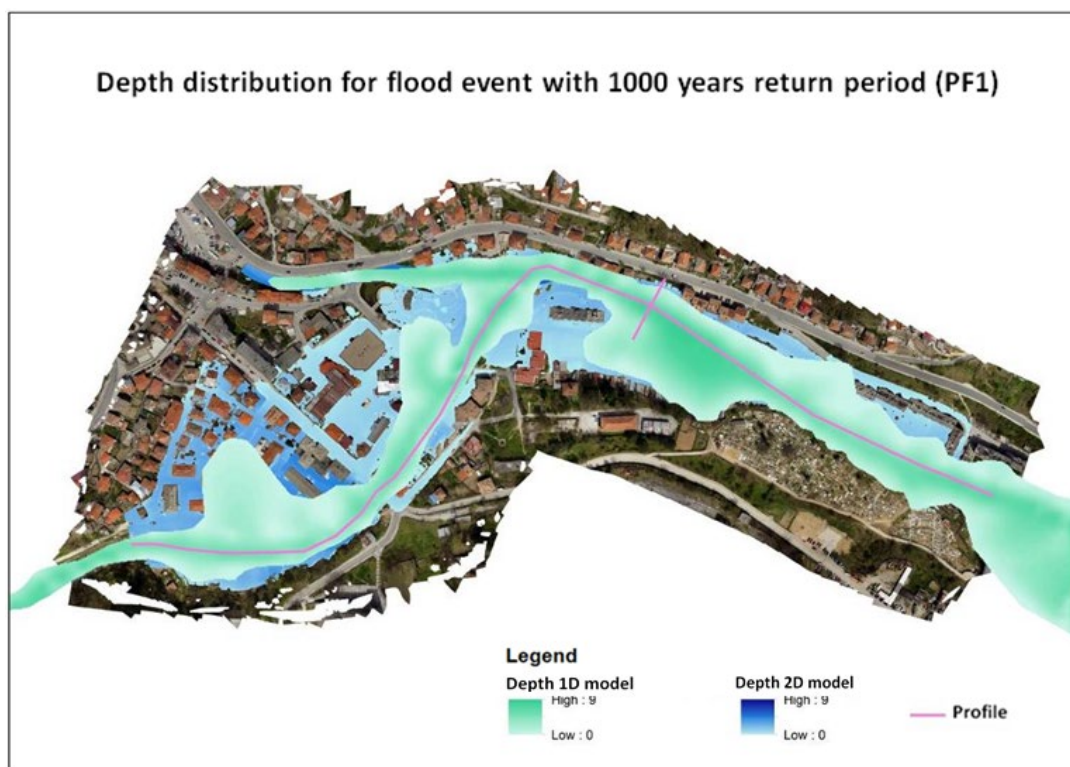 Depth distribution for flood event with 1000 years return period (PF1)
Legend
Depth 1D model
High : 9
Low : 0
Depth 2D model
High : 9
Low : 0
Profile